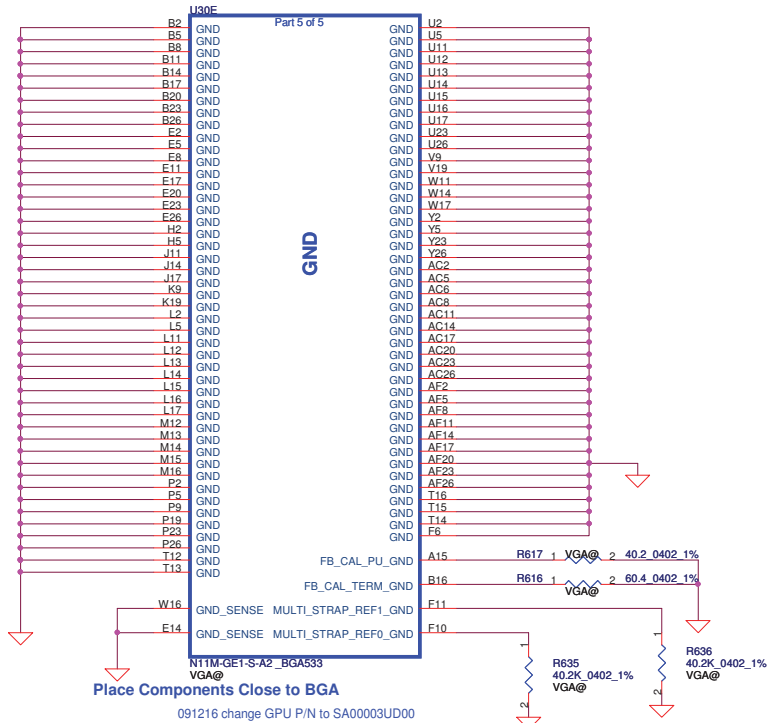 U30E
Part 5 of 5
B2 GND GND U2
B5 GND GND U5
B8 GND GND U11
B11 GND GND U12
B14 GND GND U13
B17 GND GND U14
B20 GND GND U15
B23 GND GND U16
B26 GND GND U17
E2 GND GND U23
E5 GND GND U26
E8 GND GND V9
E11 GND GND V19
E17 GND GND W11
E20 GND GND W14
E23 GND GND W17
E26 GND GND Y2
H2 GND GND Y5
H5 GND GND Y23
J11 GND GND Y26
J14 GND GND AC2
J17 GND GND AC5
K9 GND GND AC6
K19 GND GND AC8
L2 GND GND AC11
L5 GND GND AC14
L11 GND GND AC17
L12 GND GND AC20
L13 GND GND AC23
L14 GND GND AC26
L15 GND GND AF2
L16 GND GND AF5
L17 GND GND AF8
M12 GND GND AF11
M13 GND GND AF14
M14 GND GND AF17
M15 GND GND AF20
M16 GND GND AF23
P2 GND GND AF26
P5 GND GND T16
P9 GND GND T15
P19 GND GND T14
P23 GND GND F6
P26 GND
T12 GND
T13 GND
GND
FB_CAL_PU_GND A15 R617 1 VGA@ 2 40.2_0402_1%
FB_CAL_TERM_GND B16 R616 1 VGA@ 2 60.4_0402_1%
W16 GND_SENSE MULTI_STRAP_REF1_GND F11
E14 GND_SENSE MULTI_STRAP_REF0_GND F10
N11M-GE1-S-A2 _BGA533
VGA@
1
R635
40.2K_0402_1%
VGA@
2
1
R636
40.2K_0402_1%
VGA@
2
Place Components Close to BGA
091216 change GPU P/N to SA00003UD00